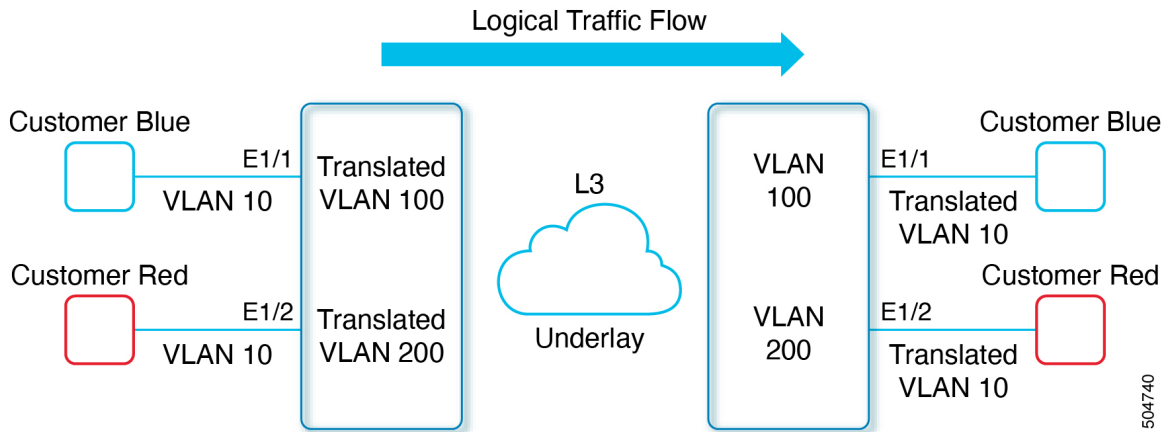 Logical Traffic Flow
Customer Blue
E1/1
VLAN 10
Translated
VLAN 100
Customer Red
E1/2
VLAN 10
Translated
VLAN 200
L3
Underlay
VLAN
100
E1/1
Translated
VLAN 10
Customer Blue
VLAN
200
E1/2
Translated
VLAN 10
Customer Red
504740